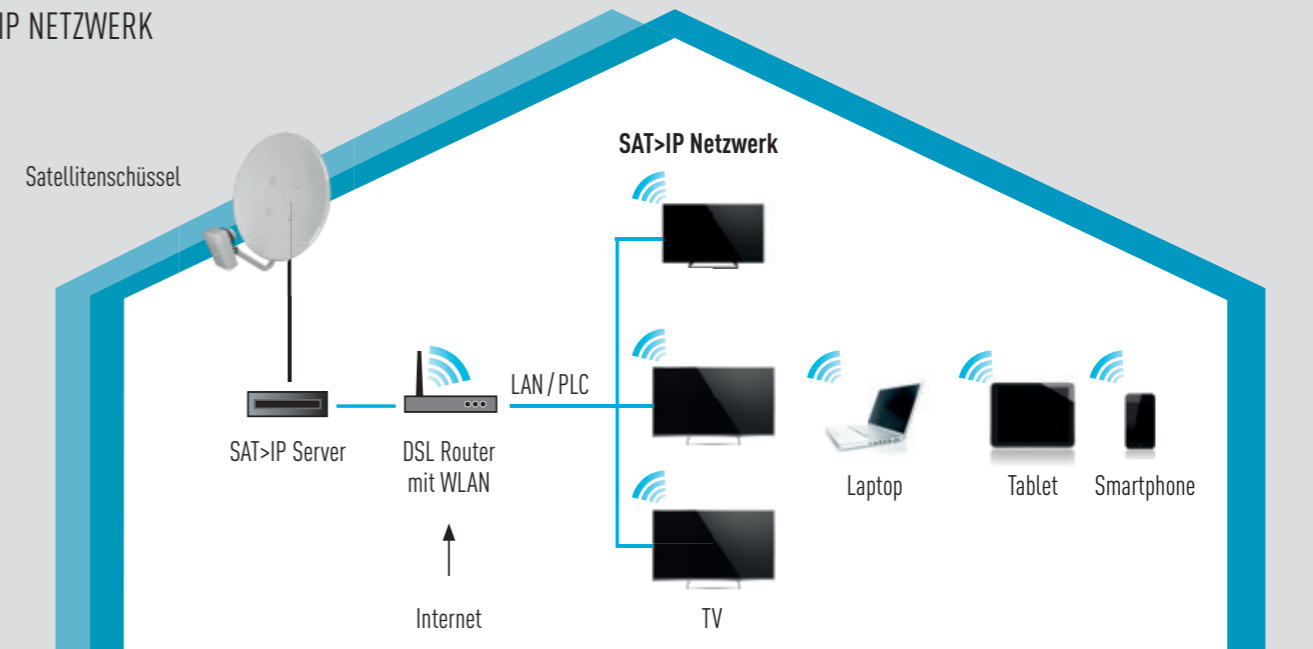 IP NETZWERK
SAT>IP Netzwerk
Satellitenschüssel
LAN / PLC
SAT>IP Server
DSL Router
mit WLAN
Laptop
Tablet
Smartphone
Internet
TV